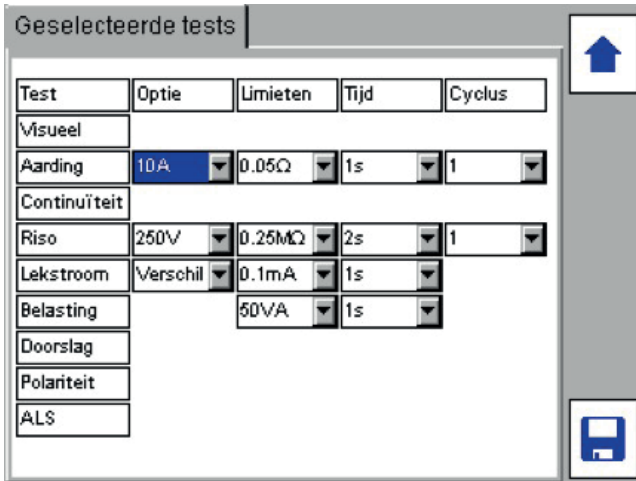 Geselecteerde tests
Test Optie Limieten Tijd Cyclus
Visueel
Aarding 10A 0.05Ω 1s 1
Continuïteit
Riso 250V 0.25MΩ 2s 1
Lekstroom Verschil 0.1mA 1s
Belasting 50VA 1s
Doorslag
Polariteit
ALS